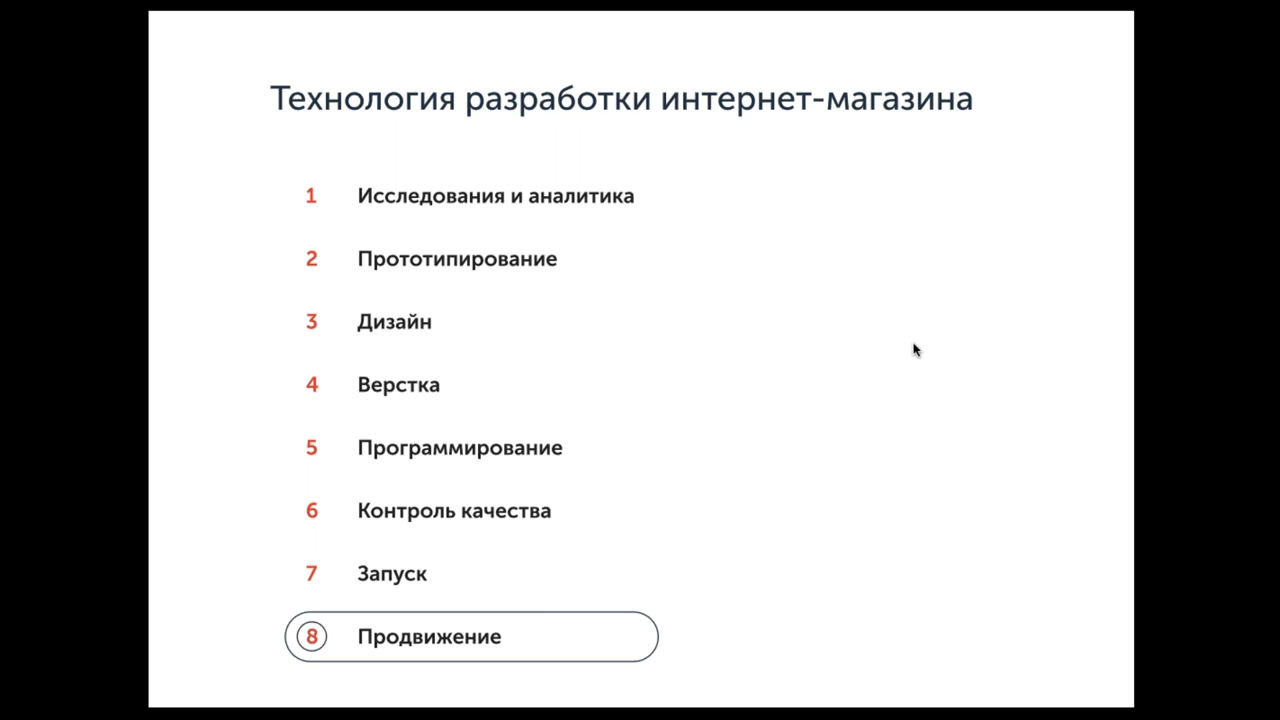 Технология разработки интернет-магазина
1 Исследования и аналитика
2 Прототипирование
3 Дизайн
4 Верстка
5 Программирование
6 Контроль качества
7 Запуск
8 Продвижение